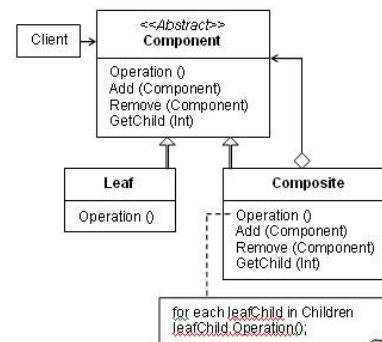 Client
<<Abstract>>
Component
Operation ()
Add (Component)
Remove (Component)
GetChild (Int)
Leaf
Operation ()
Composite
Operation ()
Add (Component)
Remove (Component)
GetChild (Int)
for each leafChild in Children
leafChild.Operation();